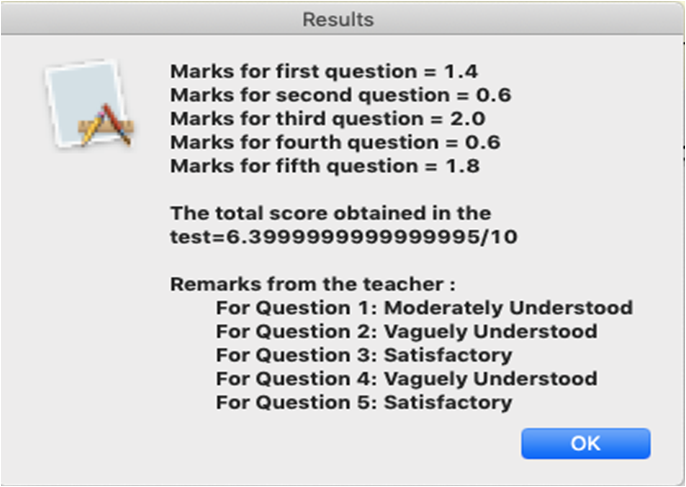 Results
Marks for first question = 1.4
Marks for second question = 0.6
Marks for third question = 2.0
Marks for fourth question = 0.6
Marks for fifth question = 1.8
The total score obtained in the
test=6.3999999999999995/10
Remarks from the teacher :
For Question 1: Moderately Understood
For Question 2: Vaguely Understood
For Question 3: Satisfactory
For Question 4: Vaguely Understood
For Question 5: Satisfactory
OK